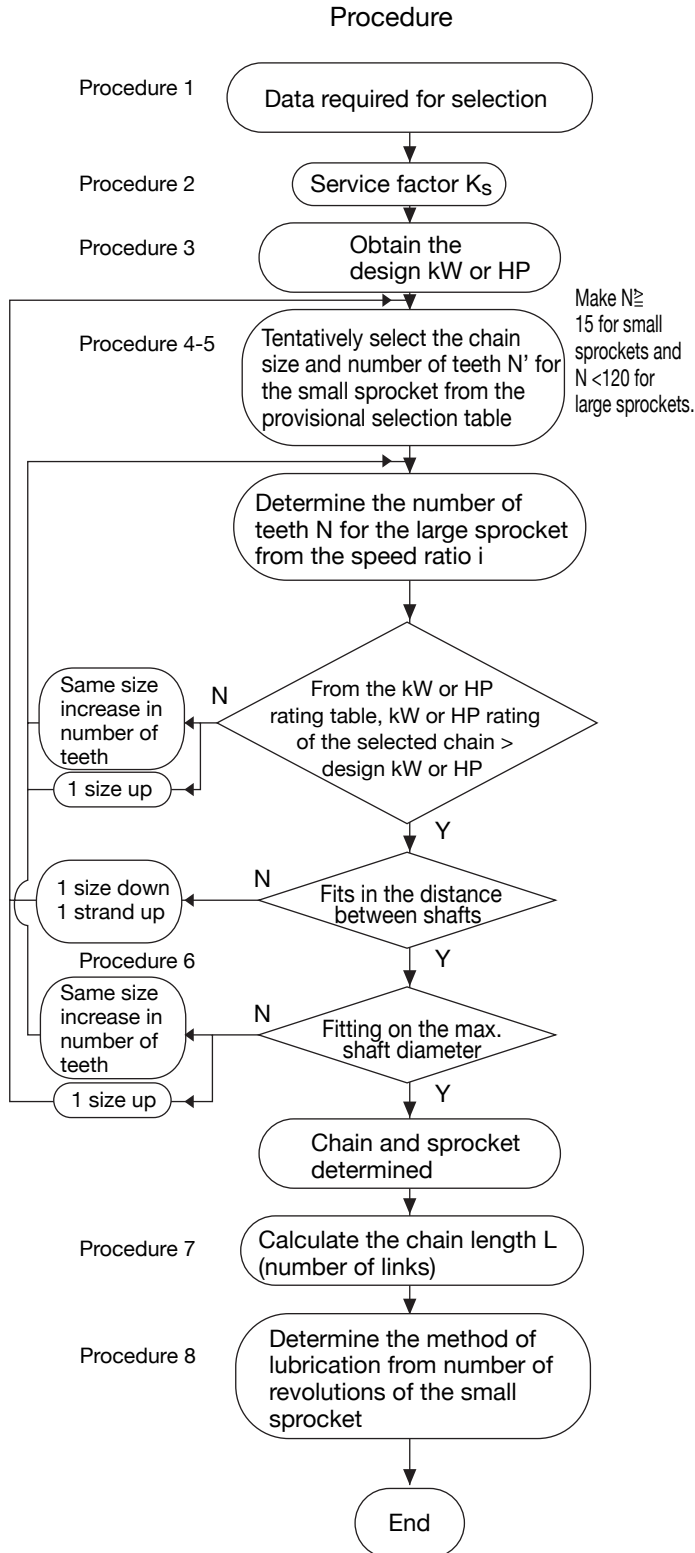 Procedure
Procedure 1
Data required for selection
Procedure 2
Service factor Ks
Procedure 3
Obtain the
design kW or HP
Make N≧
15 for small
sprockets and
N <120 for
large sprockets.
Procedure 4-5
Tentatively select the chain
size and number of teeth N' for
the small sprocket from the
provisional selection table
Determine the number of
teeth N for the large sprocket
from the speed ratio i
Same size
increase in
number of
teeth
N
From the kW or HP
rating table, kW or HP rating
of the selected chain >
design kW or HP
1 size up
Y
1 size down
1 strand up
N
Fits in the distance
between shafts
Procedure 6
Y
Same size
increase in
number of
teeth
N
Fitting on the max.
shaft diameter
1 size up
Y
Chain and sprocket
determined
Procedure 7
Calculate the chain length L
(number of links)
Procedure 8
Determine the method of
lubrication from number of
revolutions of the small
sprocket
End